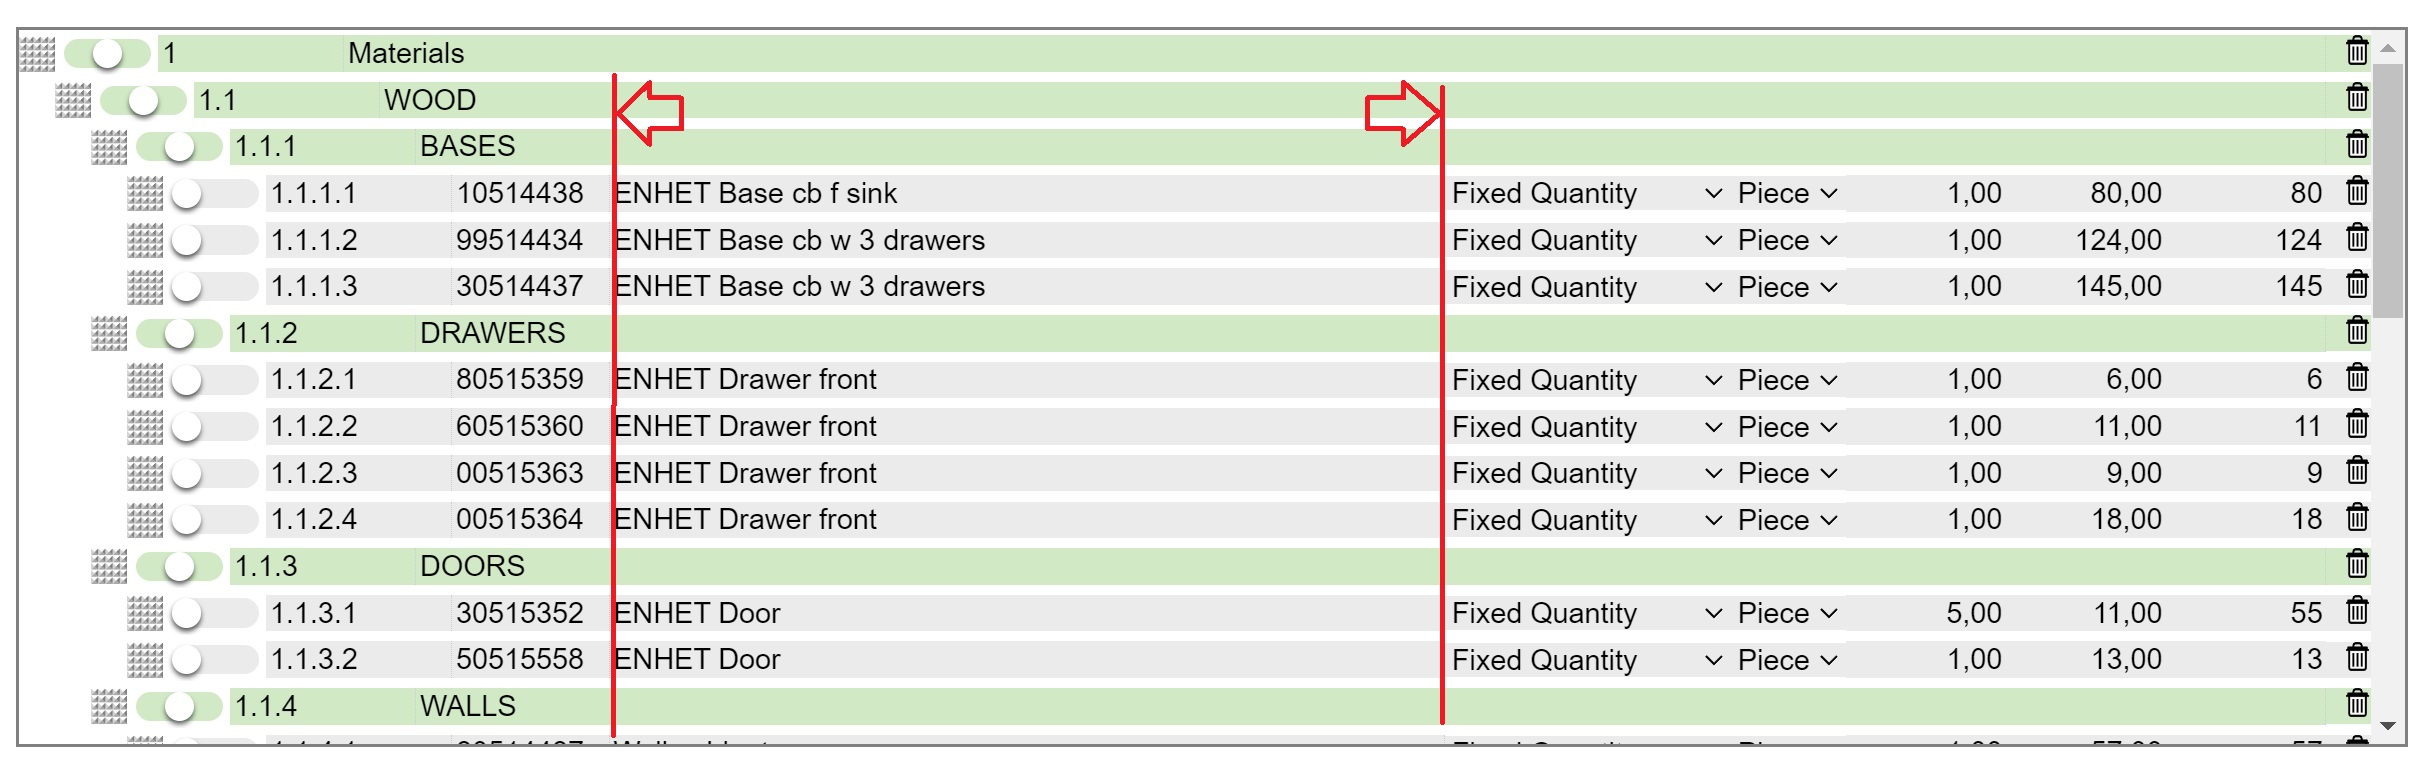 1 Materials
1.1 WOOD
1.1.1 BASES
1.1.1.1 10514438 ENHET Base cb f sink Fixed Quantity Piece 1,00 80,00 80
1.1.1.2 99514434 ENHET Base cb w 3 drawers Fixed Quantity Piece 1,00 124,00 124
1.1.1.3 30514437 ENHET Base cb w 3 drawers Fixed Quantity Piece 1,00 145,00 145
1.1.2 DRAWERS
1.1.2.1 80515359 ENHET Drawer front Fixed Quantity Piece 1,00 6,00 6
1.1.2.2 60515360 ENHET Drawer front Fixed Quantity Piece 1,00 11,00 11
1.1.2.3 00515363 ENHET Drawer front Fixed Quantity Piece 1,00 9,00 9
1.1.2.4 00515364 ENHET Drawer front Fixed Quantity Piece 1,00 18,00 18
1.1.3 DOORS
1.1.3.1 30515352 ENHET Door Fixed Quantity Piece 5,00 11,00 55
1.1.3.2 50515558 ENHET Door Fixed Quantity Piece 1,00 13,00 13
1.1.4 WALLS
Fixed Quantity